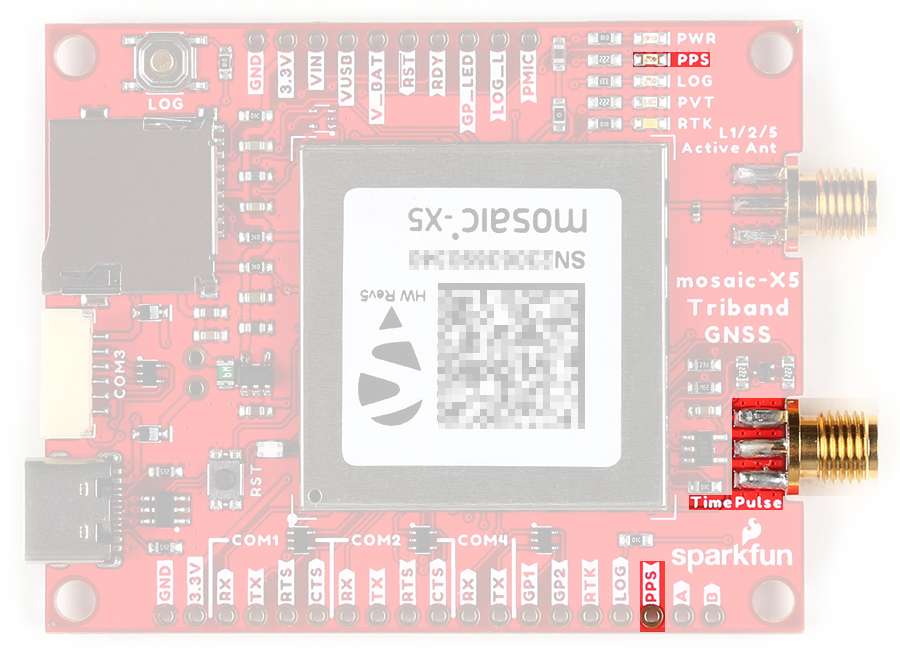 LOG
GND
3.3V
VIN
VUSB
V_BAT
RST
RDY
GP_LED
LOG_L
PMIC
PWR
PPS
LOG
PVT
RTK
L1/2/5
Active Ant
mosaic-X5
HW Rev5
mosaic-X5
Triband
GNSS
COM3
RST
TimePulse
sparkfun
COM1
COM2
COM4
GND
3.3V
RX
TX
RTS
CTS
RX
TX
RTS
CTS
RX
TX
GP1
GP2
RTK
LOG
PPS
A
B